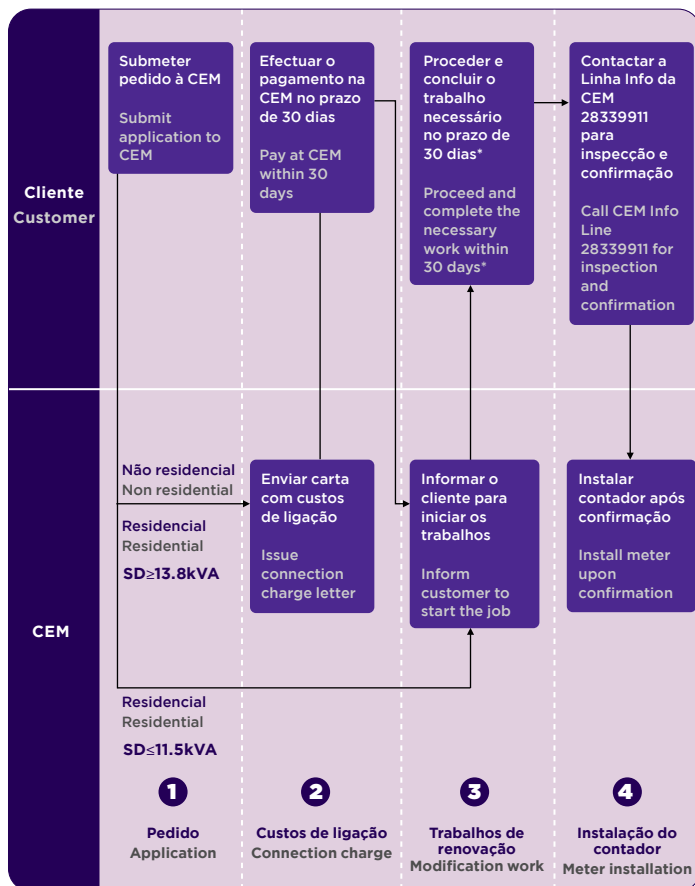 Cliente
Customer
Submeter
pedido à CEM
Submit
application to
CEM
Efectuar o
pagamento na
CEM no prazo
de 30 dias
Pay at CEM
within 30
days
Proceder e
concluir o
trabalho
necessário
no prazo de
30 dias*
Proceed and
complete the
necessary
work within
30 days*
Contactar a
Linha Info da
CEM
28339911
para
inspecção e
confirmação
Call CEM Info
Line
28339911 for
inspection
and
confirmation
CEM
Não residencial
Non residential
Residencial
Residential
SD≥13.8kVA
Enviar carta
com custos
de ligação
Issue
connection
charge letter
Informar o
cliente para
iniciar os
trabalhos
Inform
customer to
start the job
Instalar
contador após
confirmação
Install meter
upon
confirmation
Residencial
Residential
SD≤11.5kVA
1
Pedido
Application
2
Custos de ligação
Connection charge
3
Trabalhos de
renovação
Modification work
4
Instalação do
contador
Meter installation